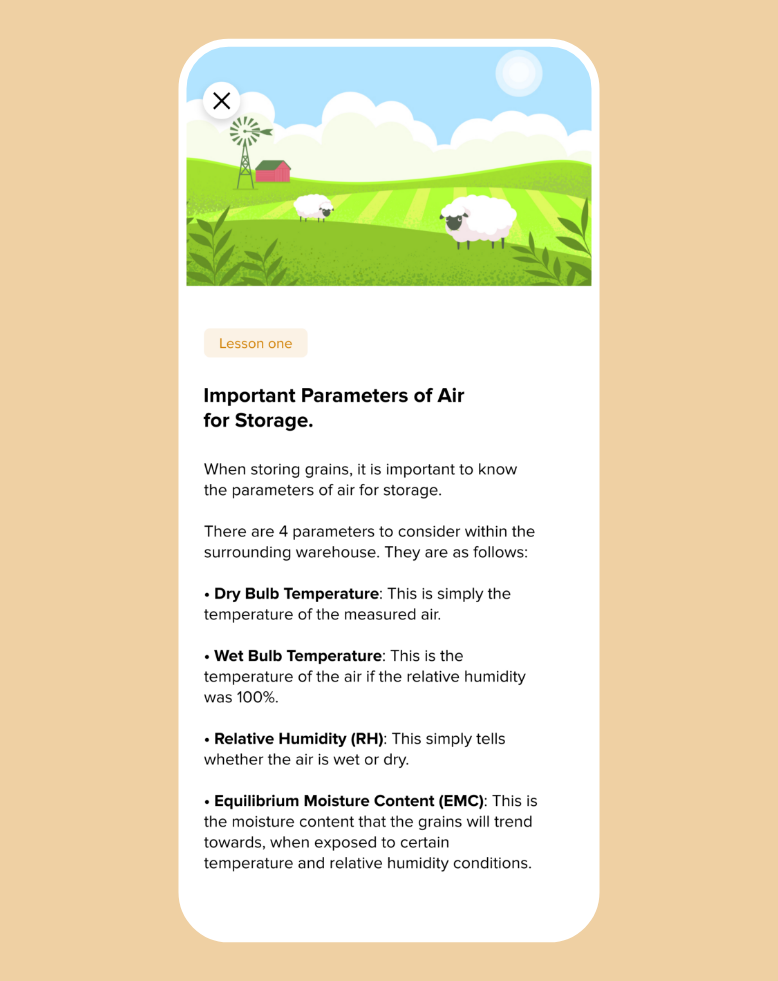 Lesson one
Important Parameters of Air
for Storage.
When storing grains, it is important to know
the parameters of air for storage.
There are 4 parameters to consider within the
surrounding warehouse. They are as follows:
• Dry Bulb Temperature: This is simply the
temperature of the measured air.
• Wet Bulb Temperature: This is the
temperature of the air if the relative humidity
was 100%.
• Relative Humidity (RH): This simply tells
whether the air is wet or dry.
• Equilibrium Moisture Content (EMC): This is
the moisture content that the grains will trend
towards, when exposed to certain
temperature and relative humidity conditions.